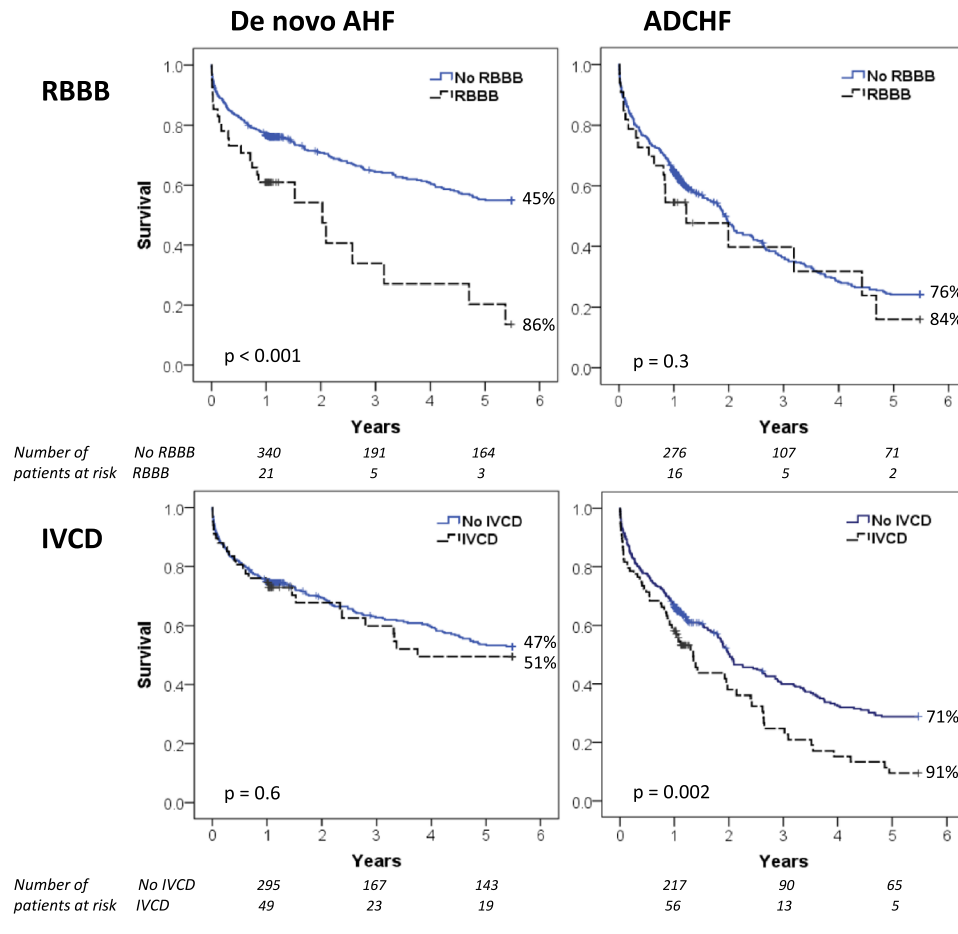 De novo AHF ADCHF
RBBB
1.0 No RBBB 1.0 No RBBB
RBBB RBBB
0.8 0.8
0.6 0.6
Survival
45%
0.4 0.4
76%
0.2 0.2
86% 84%
p < 0.001 p = 0.3
0.0 0.0
0 1 2 3 4 5 6 0 1 2 3 4 5 6
Years Years
Number of No RBBB 340 191 164 276 107 71
patients at risk RBBB 21 5 3 16 5 2
IVCD
1.0 No IVCD 1.0 No IVCD
IVCD IVCD
0.8 0.8
0.6 0.6
Survival
47%
51%
0.4 0.4
71%
0.2 0.2
91%
p = 0.6 p = 0.002
0.0 0.0
0 1 2 3 4 5 6 0 1 2 3 4 5 6
Years Years
Number of No IVCD 295 167 143 217 90 65
patients at risk IVCD 49 23 19 56 13 5